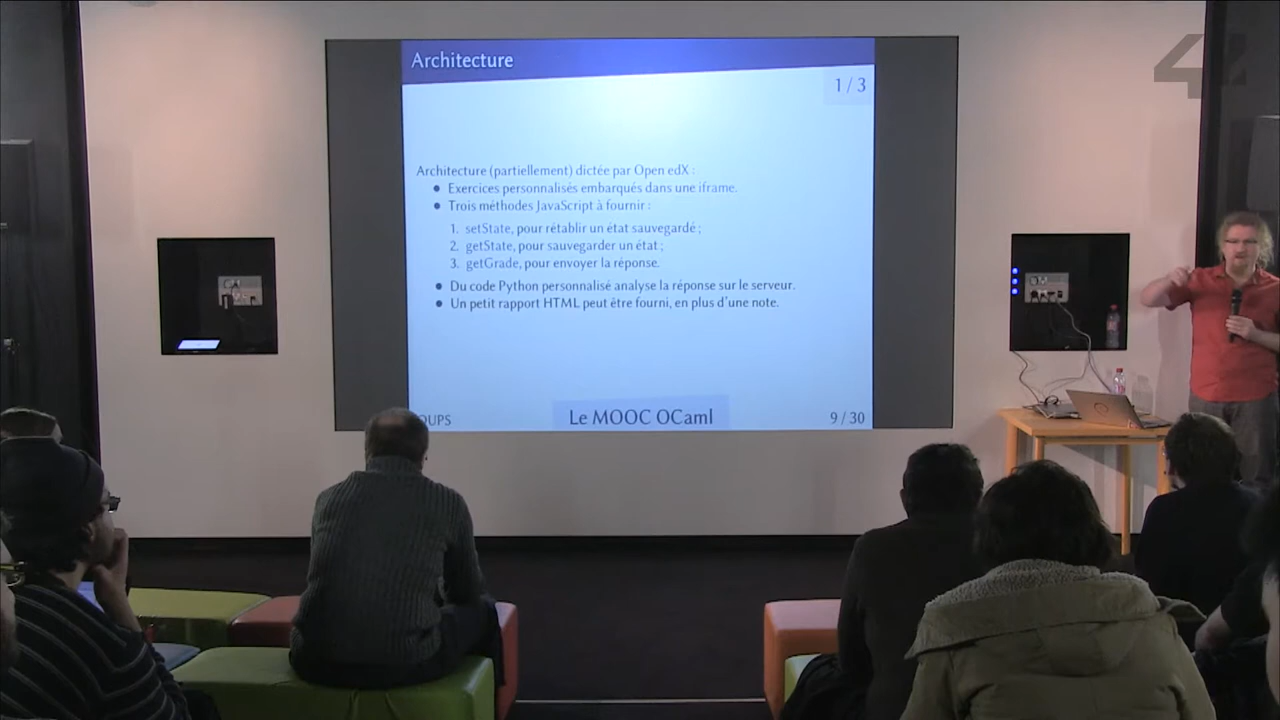 42
Architecture
1 / 3
Architecture (partiellement) dictée par Open edX :
• Exercices personnalisés embarqués dans une iframe.
• Trois méthodes JavaScript à fournir :
1. setState, pour rétablir un état sauvegardé ;
2. getState, pour sauvegarder un état ;
3. getGrade, pour envoyer la réponse.
• Du code Python personnalisé analyse la réponse sur le serveur.
• Un petit rapport HTML peut être fourni, en plus d'une note.
OUPS
Le MOOC OCaml
9 / 30